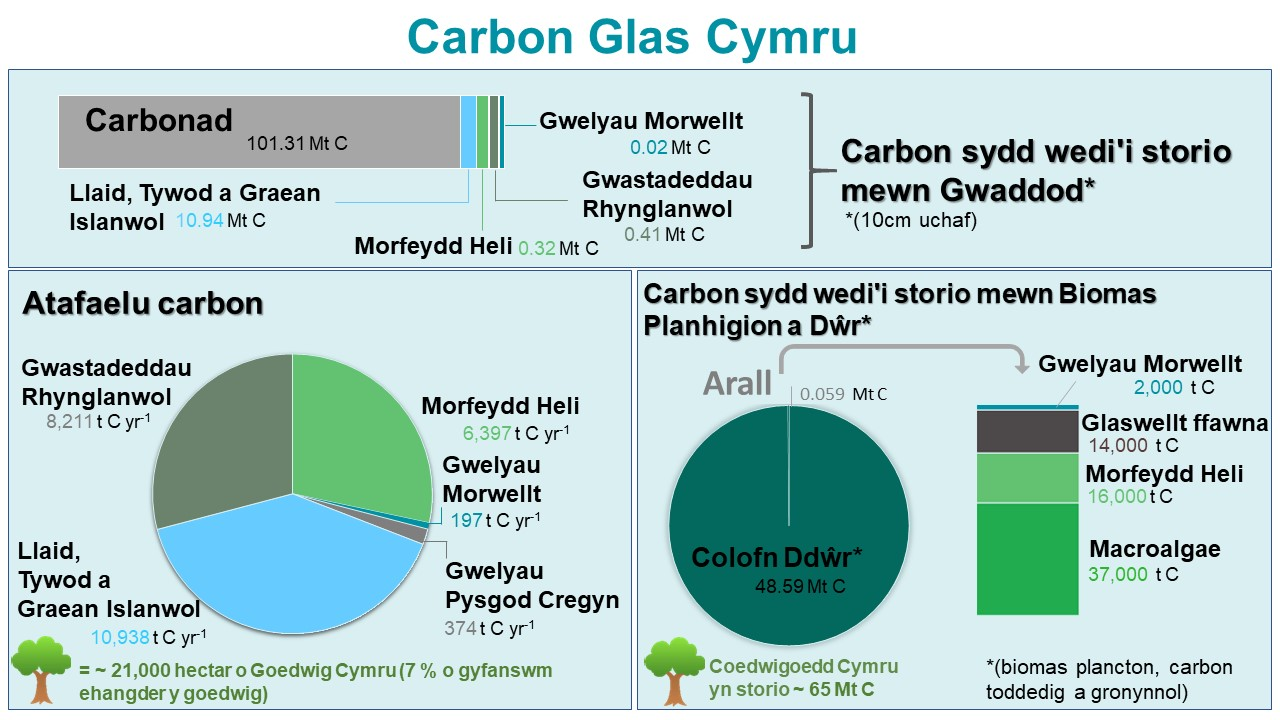 Carbon Glas Cymru
Carbonad
101.31 Mt C
Gwelyau Morwellt
0.02 Mt C
Llaid, Tywod a Graean
Islanwol 10.94 Mt C
Gwastadeddau
Rhynglanwol
0.41 Mt C
Morfeydd Heli 0.32 Mt C
Carbon sydd wedi'i storio
mewn Gwaddod*
*(10cm uchaf)
Atafaelu carbon
Gwastadeddau
Rhynglanwol
8,211 t C yr-1
Morfeydd Heli
6,397 t C yr-1
Gwelyau
Morwellt
197 t C yr-1
Llaid,
Tywod a
Graean Islanwol
10,938 t C yr-1
Gwelyau
Pysgod Cregyn
374 t C yr-1
= ~ 21,000 hectar o Goedwig Cymru (7 % o gyfanswm
ehangder y goedwig)
Carbon sydd wedi'i storio mewn Biomas
Planhigion a Dŵr*
Arall
0.059 Mt C
Colofn Ddŵr*
48.59 Mt C
Gwelyau Morwellt
2,000 t C
Glaswellt ffawna
14,000 t C
Morfeydd Heli
16,000 t C
Macroalgae
37,000 t C
Coedwigoedd Cymru
yn storio ~ 65 Mt C
*(biomas plancton, carbon
toddedig a gronynnol)